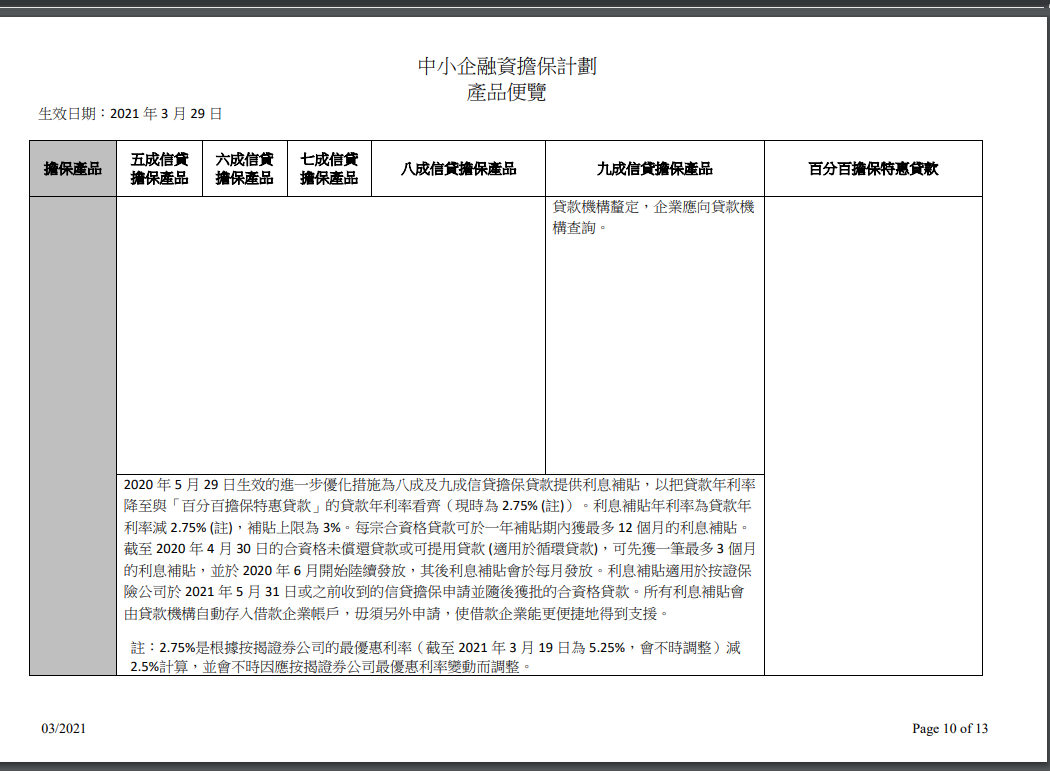 中小企融資擔保計劃
產品便覽
生效日期：2021 年 3 月 29 日
擔保產品
五成信貸
擔保產品
六成信貸
擔保產品
七成信貸
擔保產品
八成信貸擔保產品
九成信貸擔保產品
百分百擔保特惠貸款
貸款機構釐定，企業應向貸款機
構查詢。
2020 年 5 月 29 日生效的進一步優化措施為八成及九成信貸擔保貸款提供利息補貼，以把貸款年利率
降至與「百分百擔保特惠貸款」的貸款年利率看齊（現時為 2.75% (註)）。利息補貼年利率為貸款年
利率減 2.75% (註)，補貼上限為 3%。每宗合資格貸款可於一年補貼期內獲最多 12 個月的利息補貼。
截至 2020 年 4 月 30 日的合資格未償還貸款或可提用貸款 (適用於循環貸款)，可先獲一筆最多 3 個月
的利息補貼，並於 2020 年 6 月開始陸續發放，其後利息補貼會於每月發放。利息補貼適用於按證保
險公司於 2021 年 5 月 31 日或之前收到的信貸擔保申請並隨後獲批的合資格貸款。所有利息補貼會
由貸款機構自動存入借款企業帳戶，毋須另外申請，使借款企業能更便捷地得到支援。
註：2.75%是根據按揭證券公司的最優惠利率（截至 2021 年 3 月 19 日為 5.25%，會不時調整）減
2.5%計算，並會不時因應按揭證券公司最優惠利率變動而調整。
03/2021
Page 10 of 13